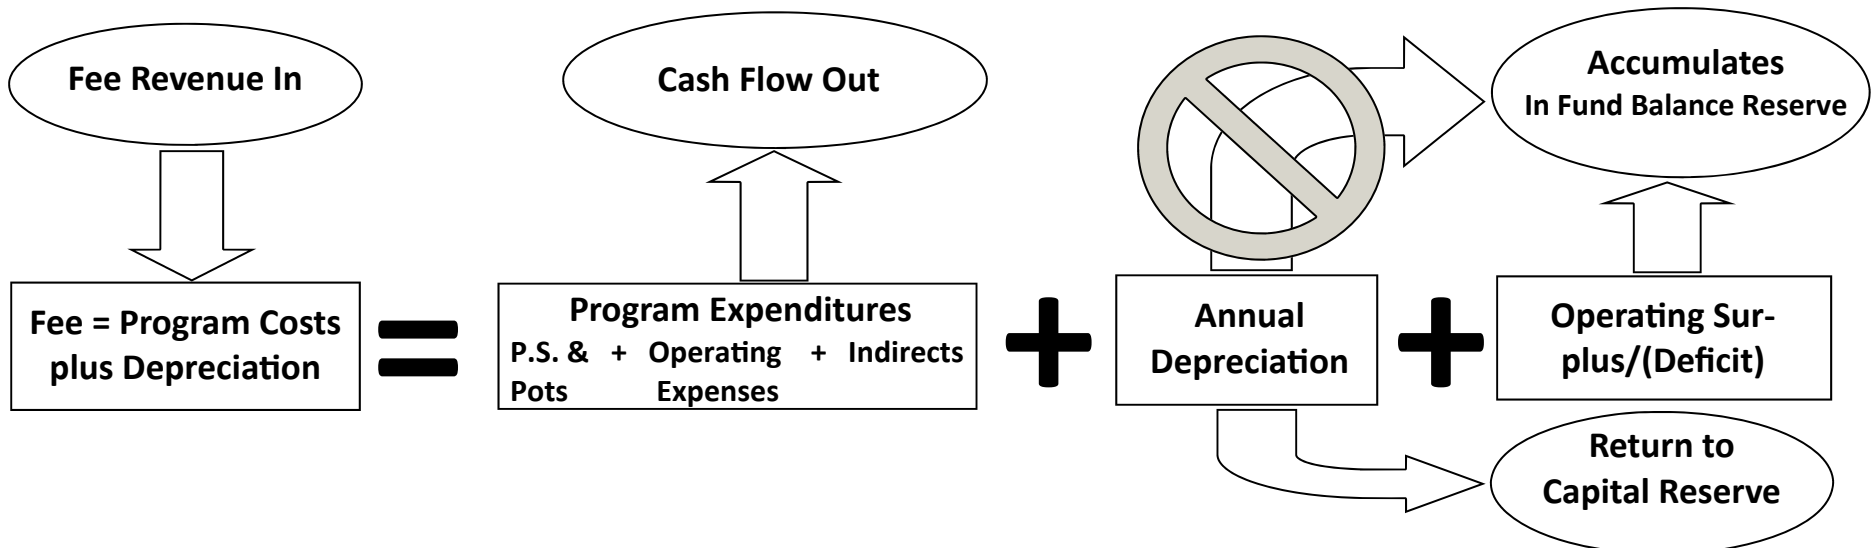 Fee Revenue In
Cash Flow Out
Accumulates
In Fund Balance Reserve
Fee = Program Costs
plus Depreciation
=
Program Expenditures
P.S. & + Operating + Indirects
Pots Expenses
+
Annual
Depreciation
+
Operating Sur-
plus/(Deficit)
Return to
Capital Reserve